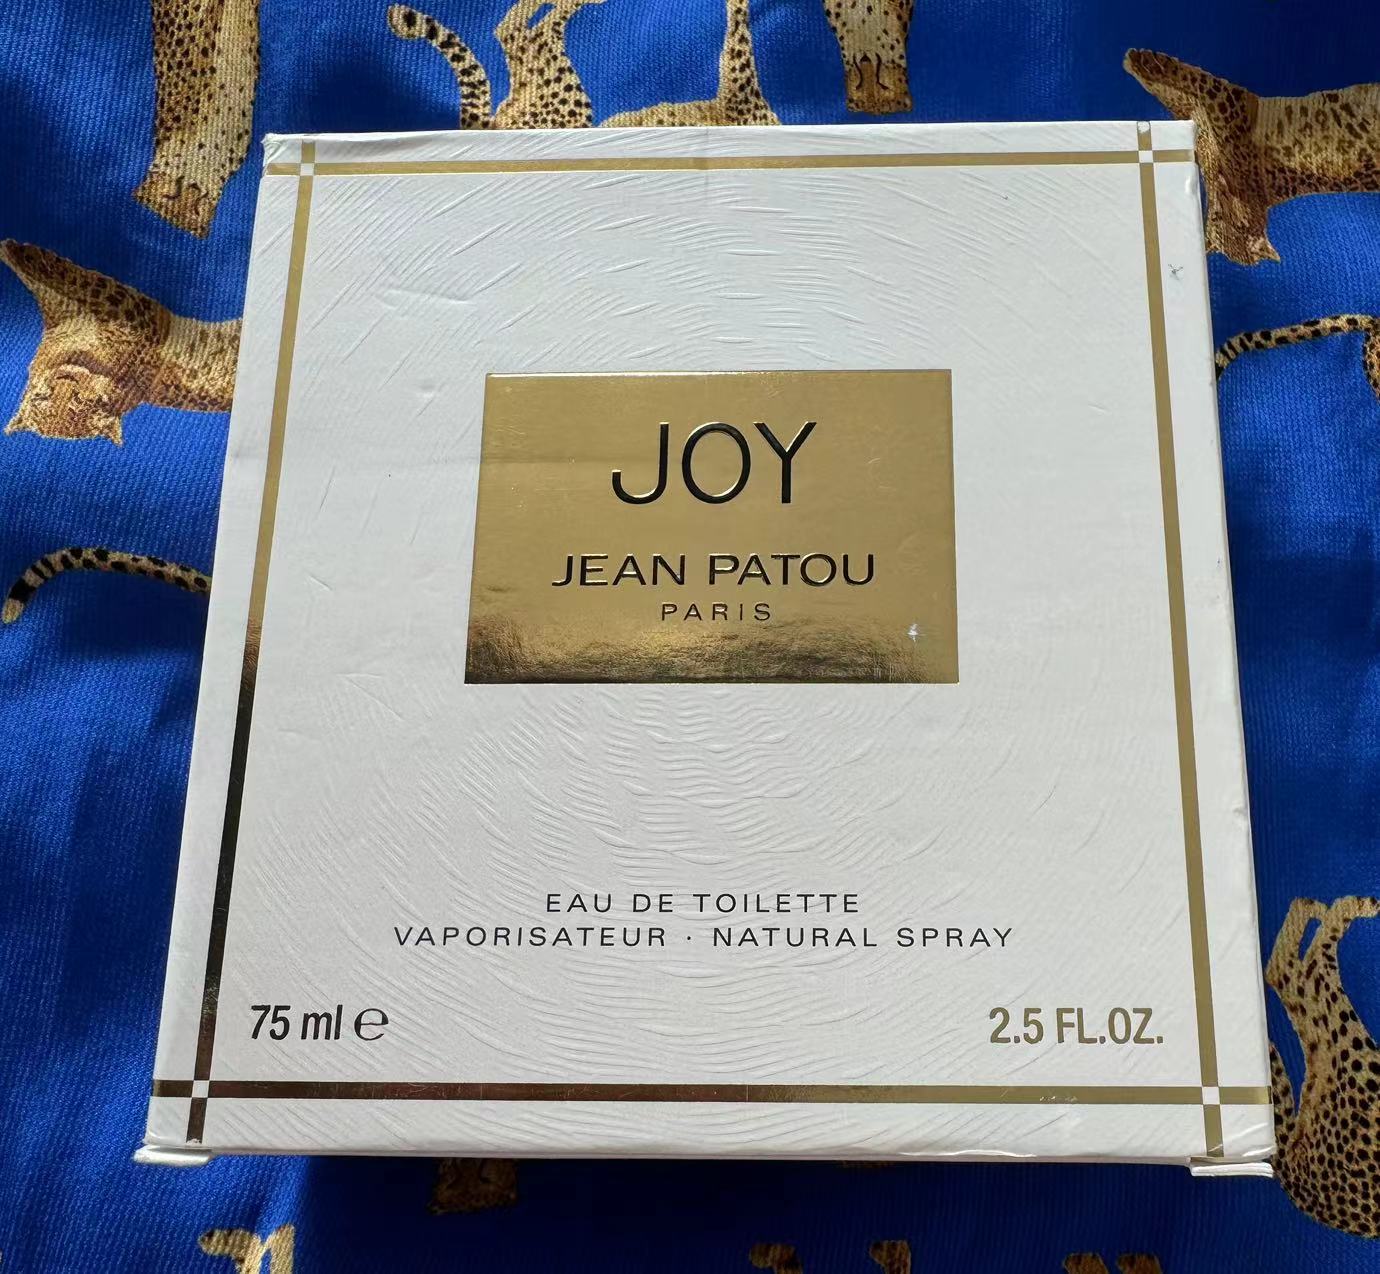 JOY
JEAN PATOU
PARIS
EAU DE TOILETTE
VAPORISATEUR · NATURAL SPRAY
75 ml ℮
2.5 FL.OZ.